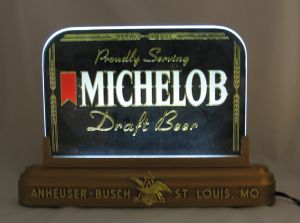 Proudly Serving
MICHELOB
Draft Beer
ANHEUSER-BUSCH ST. LOUIS, MO.